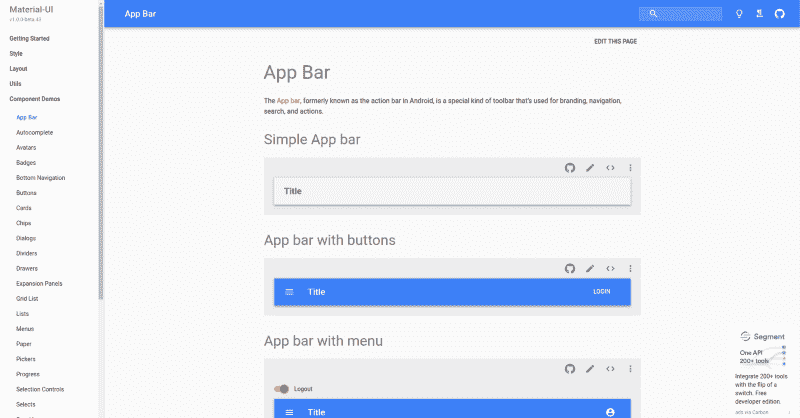 Material-UI
v1.0.0-beta.43
Getting Started
Style
Layout
Utils
Component Demos
App Bar
Autocomplete
Avatars
Badges
Bottom Navigation
Buttons
Cards
Chips
Dialogs
Dividers
Drawers
Expansion Panels
Grid List
Lists
Menus
Paper
Pickers
Progress
Selection Controls
Selects
App Bar
EDIT THIS PAGE
App Bar
The App bar, formerly known as the action bar in Android, is a special kind of toolbar that's used for branding, navigation,
search, and actions.
Simple App bar
Title
App bar with buttons
Title
LOGIN
App bar with menu
Logout
Title
Segment
One API
200+ tools
Integrate 200+ tools
with the flip of a
switch. Free
developer edition.
ads via Carbon